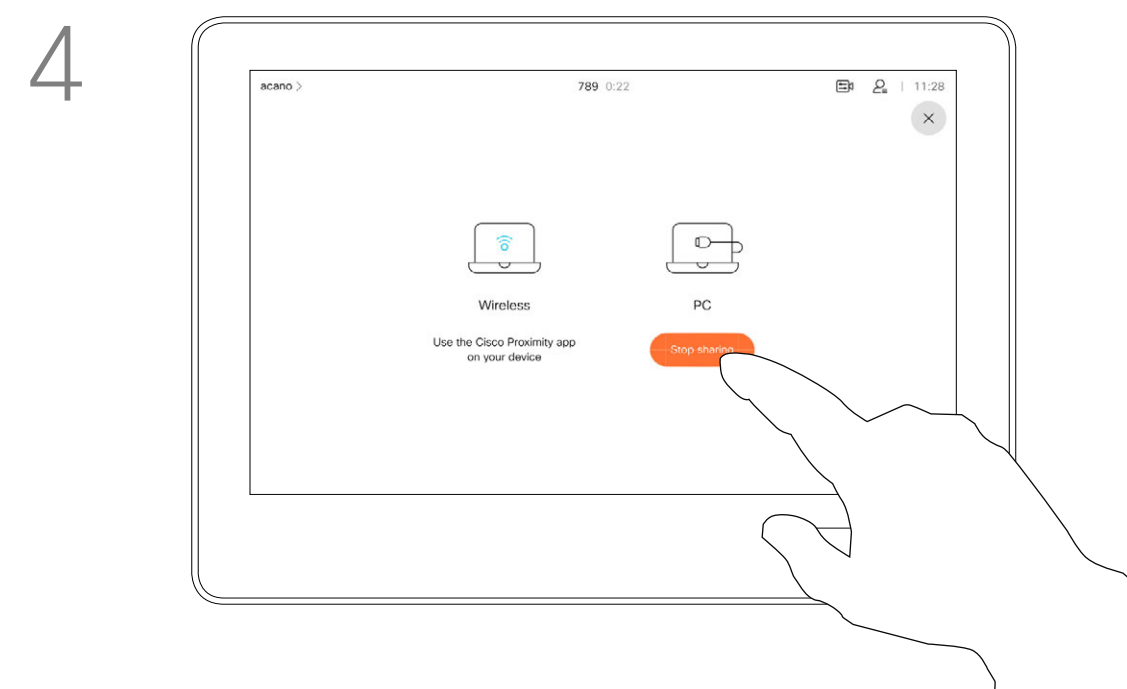 4
acano > 789 0:22 11:28
Wireless PC
Use the Cisco Proximity app
on your device
Stop sharing